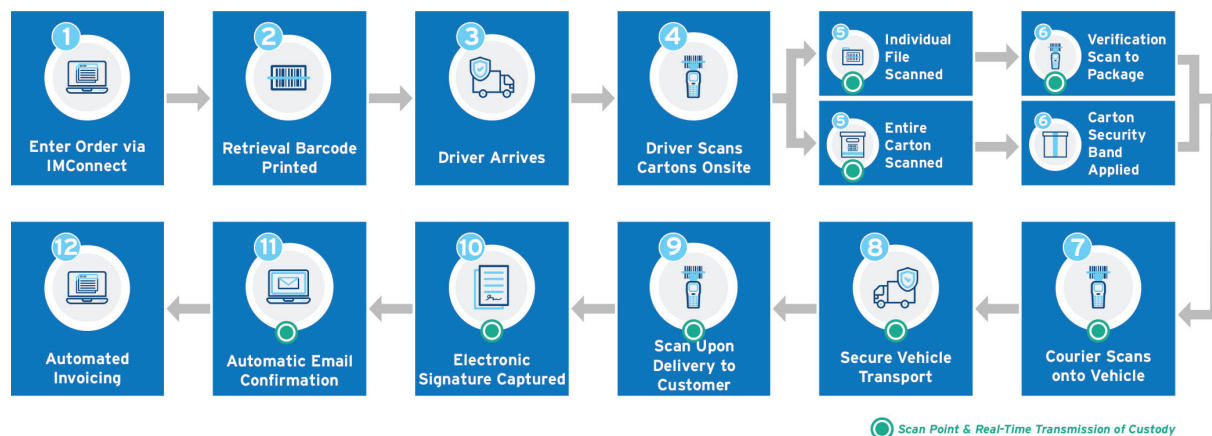 1
Enter Order via
IMConnect
2
Retrieval Barcode
Printed
3
Driver Arrives
4
Driver Scans
Cartons Onsite
5
Individual
File
Scanned
6
Verification
Scan to
Package
5
Entire
Carton
Scanned
6
Carton
Security
Band
Applied
7
Courier Scans
onto Vehicle
8
Secure Vehicle
Transport
9
Scan Upon
Delivery to
Customer
10
Electronic
Signature Captured
11
Automatic Email
Confirmation
12
Automated
Invoicing
Scan Point & Real-Time Transmission of Custody